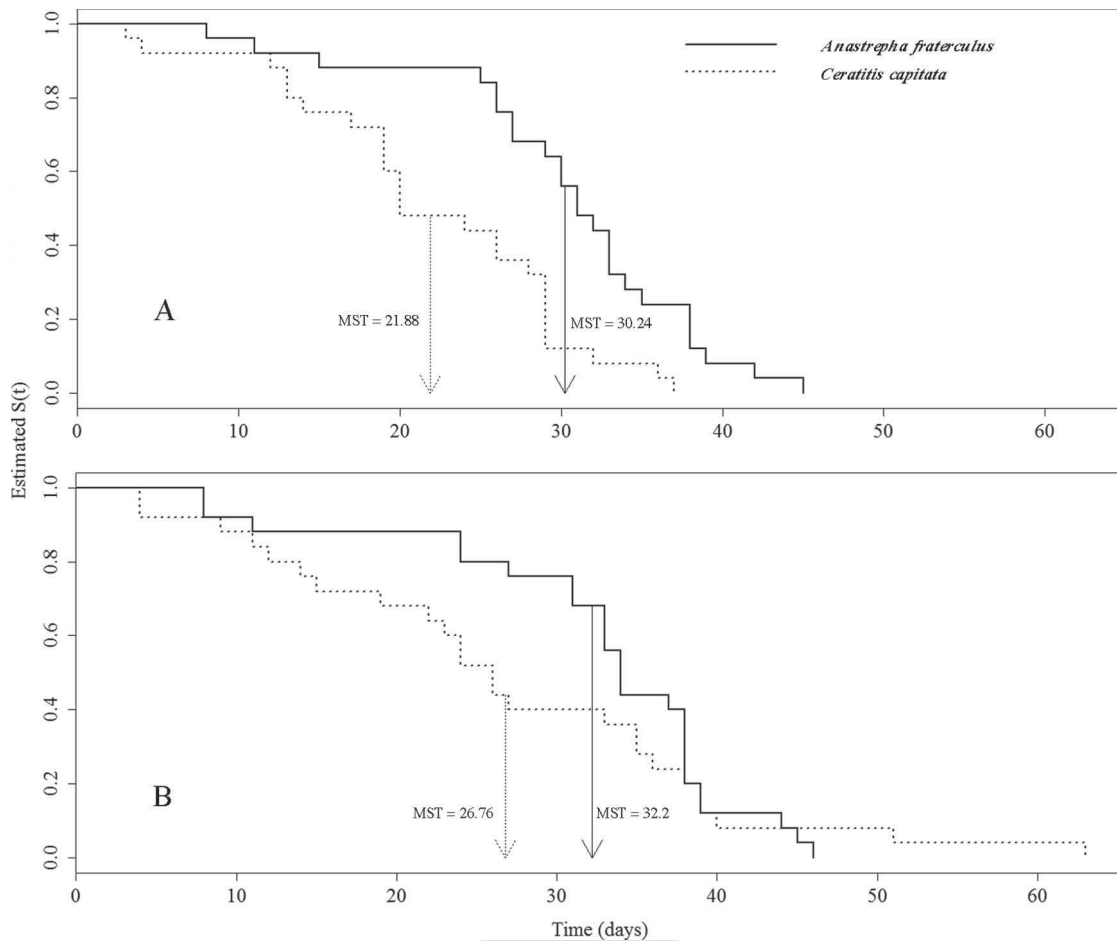 Anastrepha fraterculus
Ceratitis capitata
1.0
0.8
0.6
0.4
0.2
0.0
A
MST = 21.88
MST = 30.24
0 10 20 30 40 50 60
Estimated S(t)
1.0
0.8
0.6
0.4
0.2
0.0
B
MST = 26.76
MST = 32.2
0 10 20 30 40 50 60
Time (days)